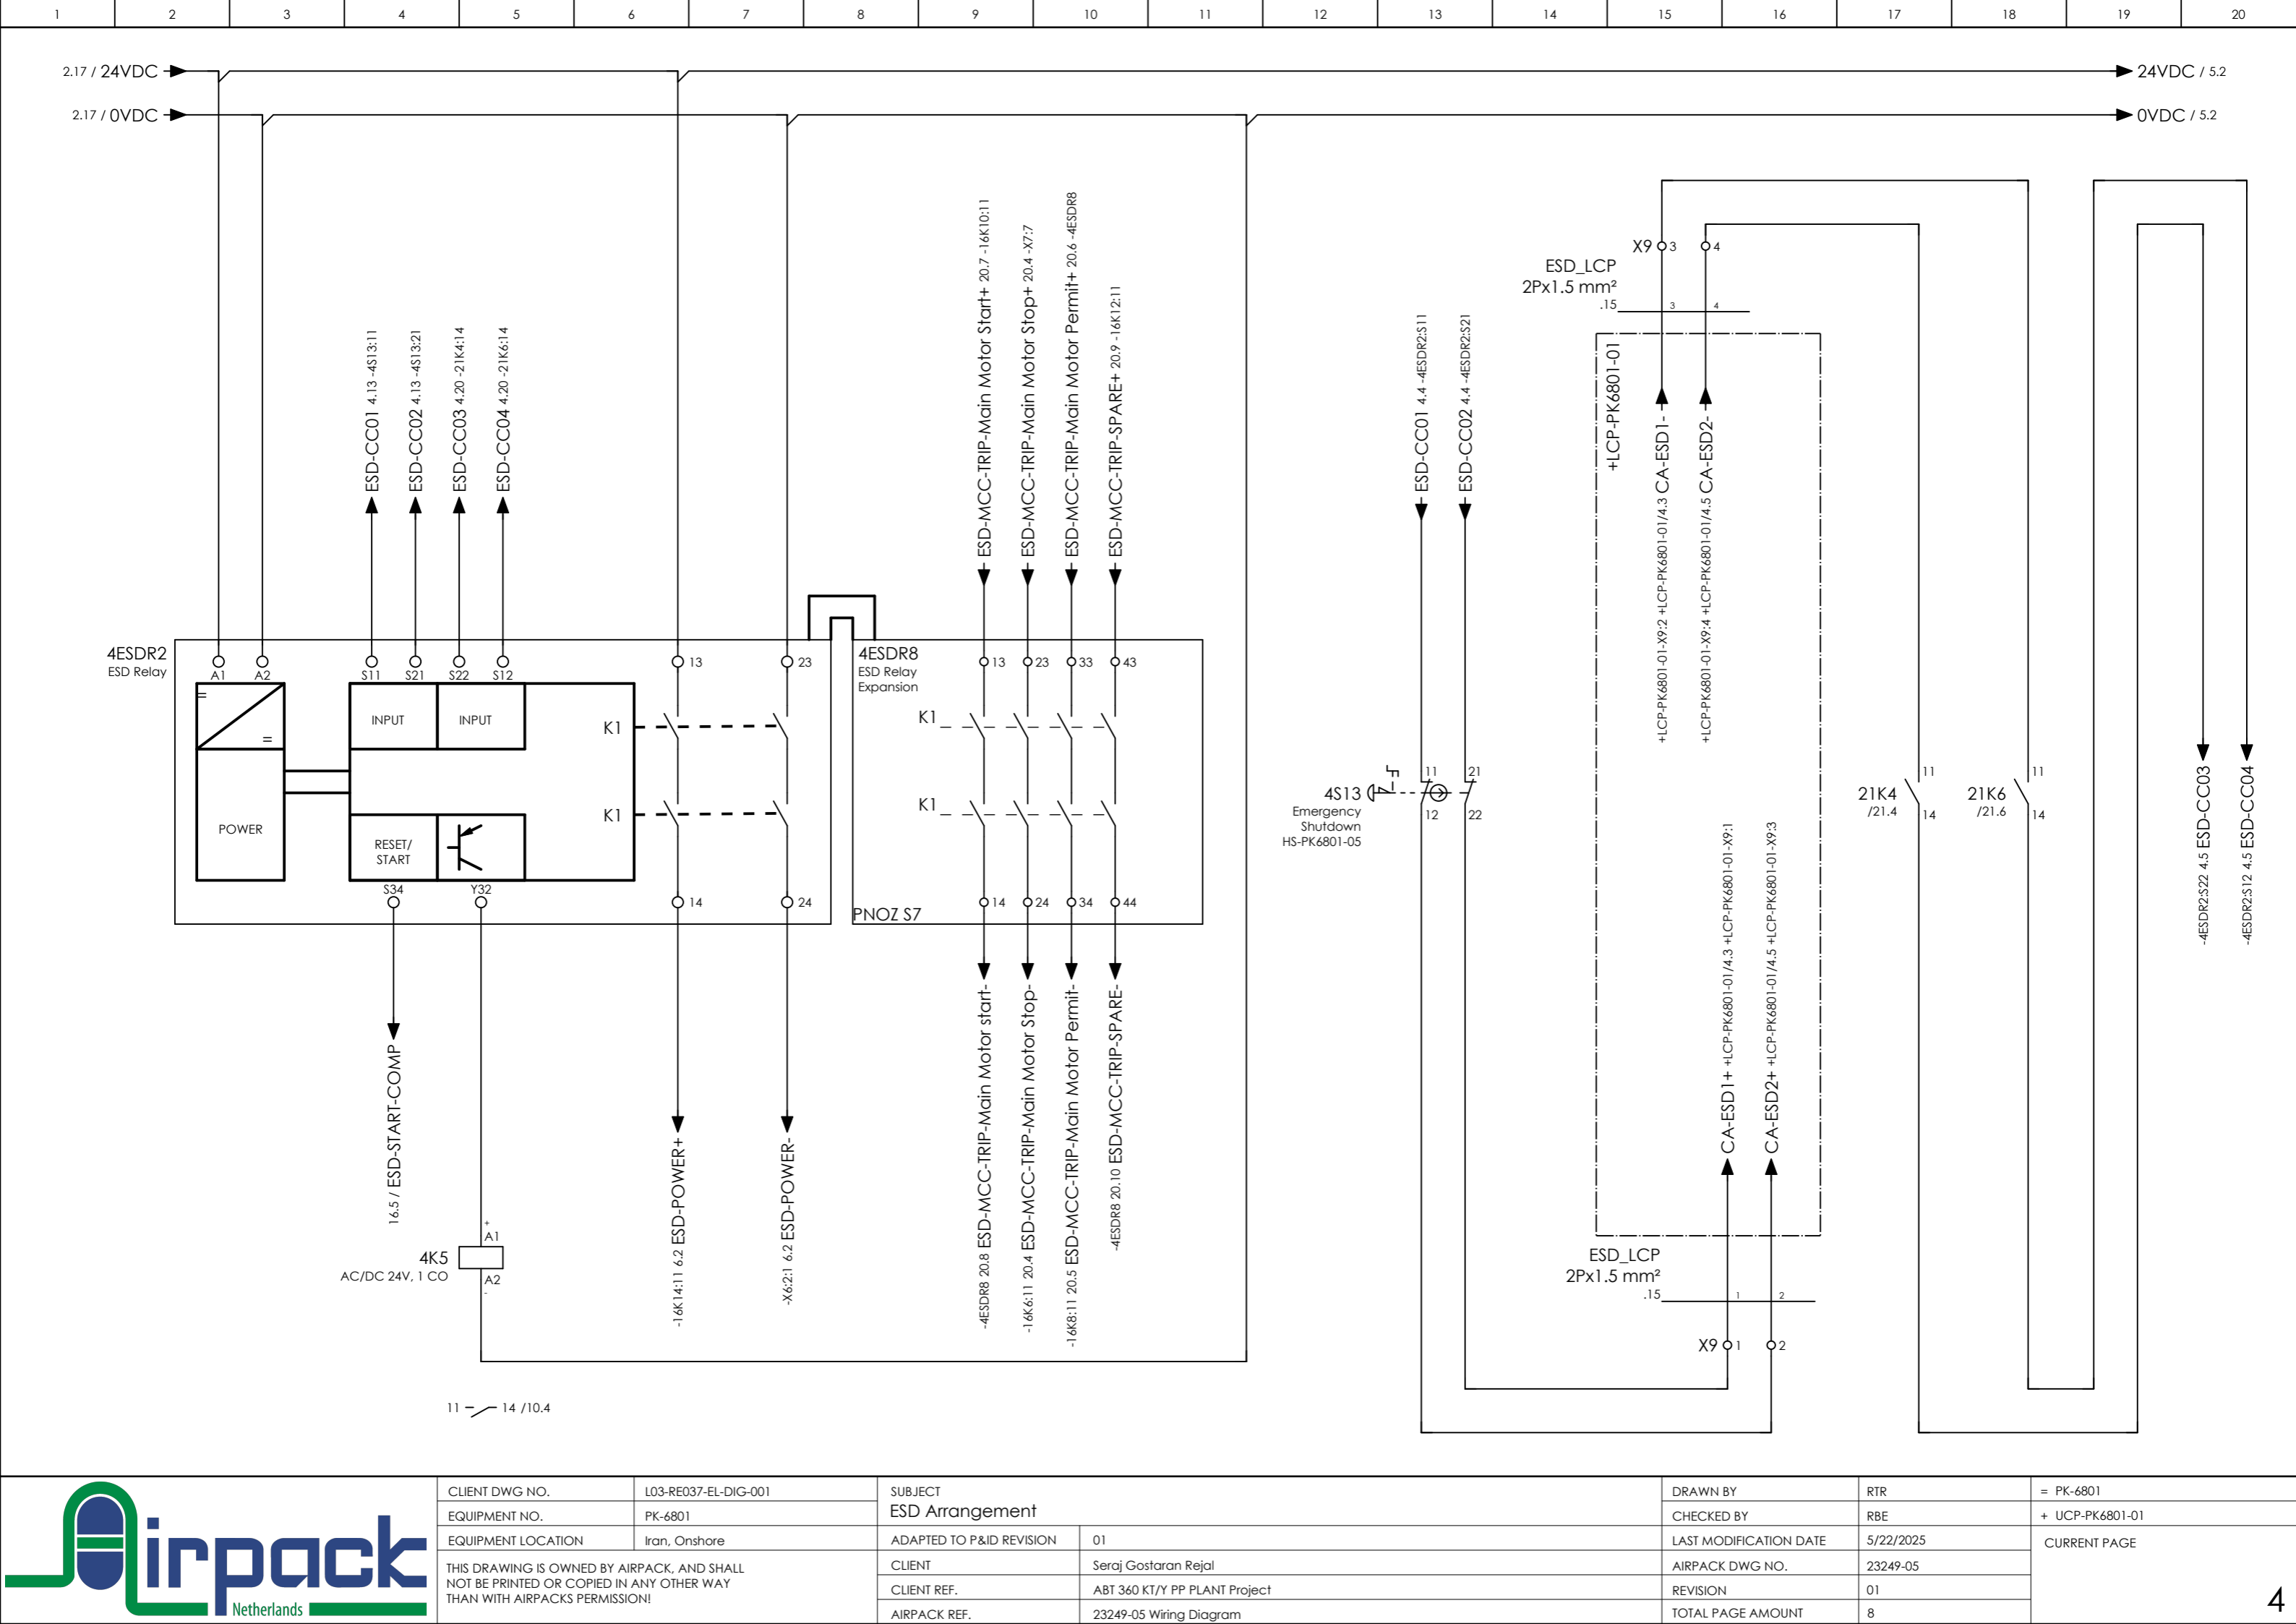 1 2 3 4 5 6 7 8 9 10 11 12 13 14 15 16 17 18 19 20
2.17 / 24VDC
24VDC / 5.2
2.17 / 0VDC
0VDC / 5.2
ESD-CC01 4.13 -4S13:11
ESD-CC02 4.13 -4S13:21
ESD-CC03 4.20 -21K4:14
ESD-CC04 4.20 -21K6:14
ESD-MCC-TRIP-Main Motor Start+ 20.7 -16K10:11
ESD-MCC-TRIP-Main Motor Stop+ 20.4 -X7:7
ESD-MCC-TRIP-Main Motor Permit+ 20.6 -4ESDR8
ESD-MCC-TRIP-SPARE+ 20.9 -16K12:11
ESD-CC01 4.4 -4ESDR2:S11
ESD-CC02 4.4 -4ESDR2:S21
X9 3 4
ESD_LCP
2Px1.5 mm²
.15 3 4
+LCP-PK6801-01
+LCP-PK6801-01-X9:2 +LCP-PK6801-01/4.3 CA-ESD1-
+LCP-PK6801-01-X9:4 +LCP-PK6801-01/4.5 CA-ESD2-
4ESDR2
ESD Relay
A1 A2 S11 S21 S22 S12 13 23
4ESDR8
ESD Relay
Expansion
13 23 33 43
=
=
POWER
INPUT
INPUT
K1
K1
RESET/
START
S34 Y32 14 24
K1
K1
PNOZ S7
14 24 34 44
4S13
Emergency
Shutdown
HS-PK6801-05
11 21
12 22
21K4
/21.4
11
14
21K6
/21.6
11
14
-4ESDR2:S22 4.5 ESD-CC03
-4ESDR2:S12 4.5 ESD-CC04
16.5 / ESD-START-COMP
-16K14:11 6.2 ESD-POWER+
-X6:2:1 6.2 ESD-POWER-
-4ESDR8 20.8 ESD-MCC-TRIP-Main Motor start-
-16K6:11 20.4 ESD-MCC-TRIP-Main Motor Stop-
-16K8:11 20.5 ESD-MCC-TRIP-Main Motor Permit-
-4ESDR8 20.10 ESD-MCC-TRIP-SPARE-
CA-ESD1+ +LCP-PK6801-01/4.3 +LCP-PK6801-01-X9:1
CA-ESD2+ +LCP-PK6801-01/4.5 +LCP-PK6801-01-X9:3
4K5
AC/DC 24V, 1 CO
+
A1
A2
-
ESD_LCP
2Px1.5 mm²
.15 1 2
X9 1 2
11 14 /10.4
Airpack
Netherlands
CLIENT DWG NO. L03-RE037-EL-DIG-001
EQUIPMENT NO. PK-6801
EQUIPMENT LOCATION Iran, Onshore
THIS DRAWING IS OWNED BY AIRPACK, AND SHALL
NOT BE PRINTED OR COPIED IN ANY OTHER WAY
THAN WITH AIRPACKS PERMISSION!
SUBJECT
ESD Arrangement
ADAPTED TO P&ID REVISION 01
CLIENT Seraj Gostaran Rejal
CLIENT REF. ABT 360 KT/Y PP PLANT Project
AIRPACK REF. 23249-05 Wiring Diagram
DRAWN BY RTR
CHECKED BY RBE
LAST MODIFICATION DATE 5/22/2025
AIRPACK DWG NO. 23249-05
REVISION 01
TOTAL PAGE AMOUNT 8
= PK-6801
+ UCP-PK6801-01
CURRENT PAGE
4